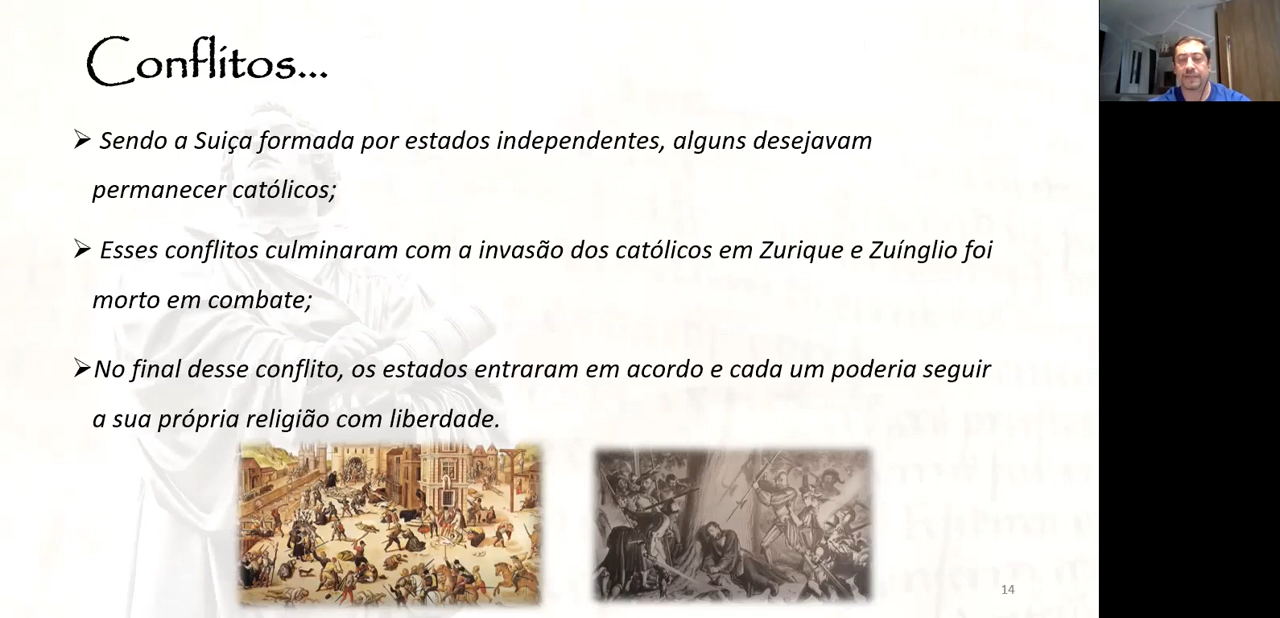 Conflitos...
➢ Sendo a Suiça formada por estados independentes, alguns desejavam
permanecer católicos;
➢ Esses conflitos culminaram com a invasão dos católicos em Zurique e Zuínglio foi
morto em combate;
➢No final desse conflito, os estados entraram em acordo e cada um poderia seguir
a sua própria religião com liberdade.
14